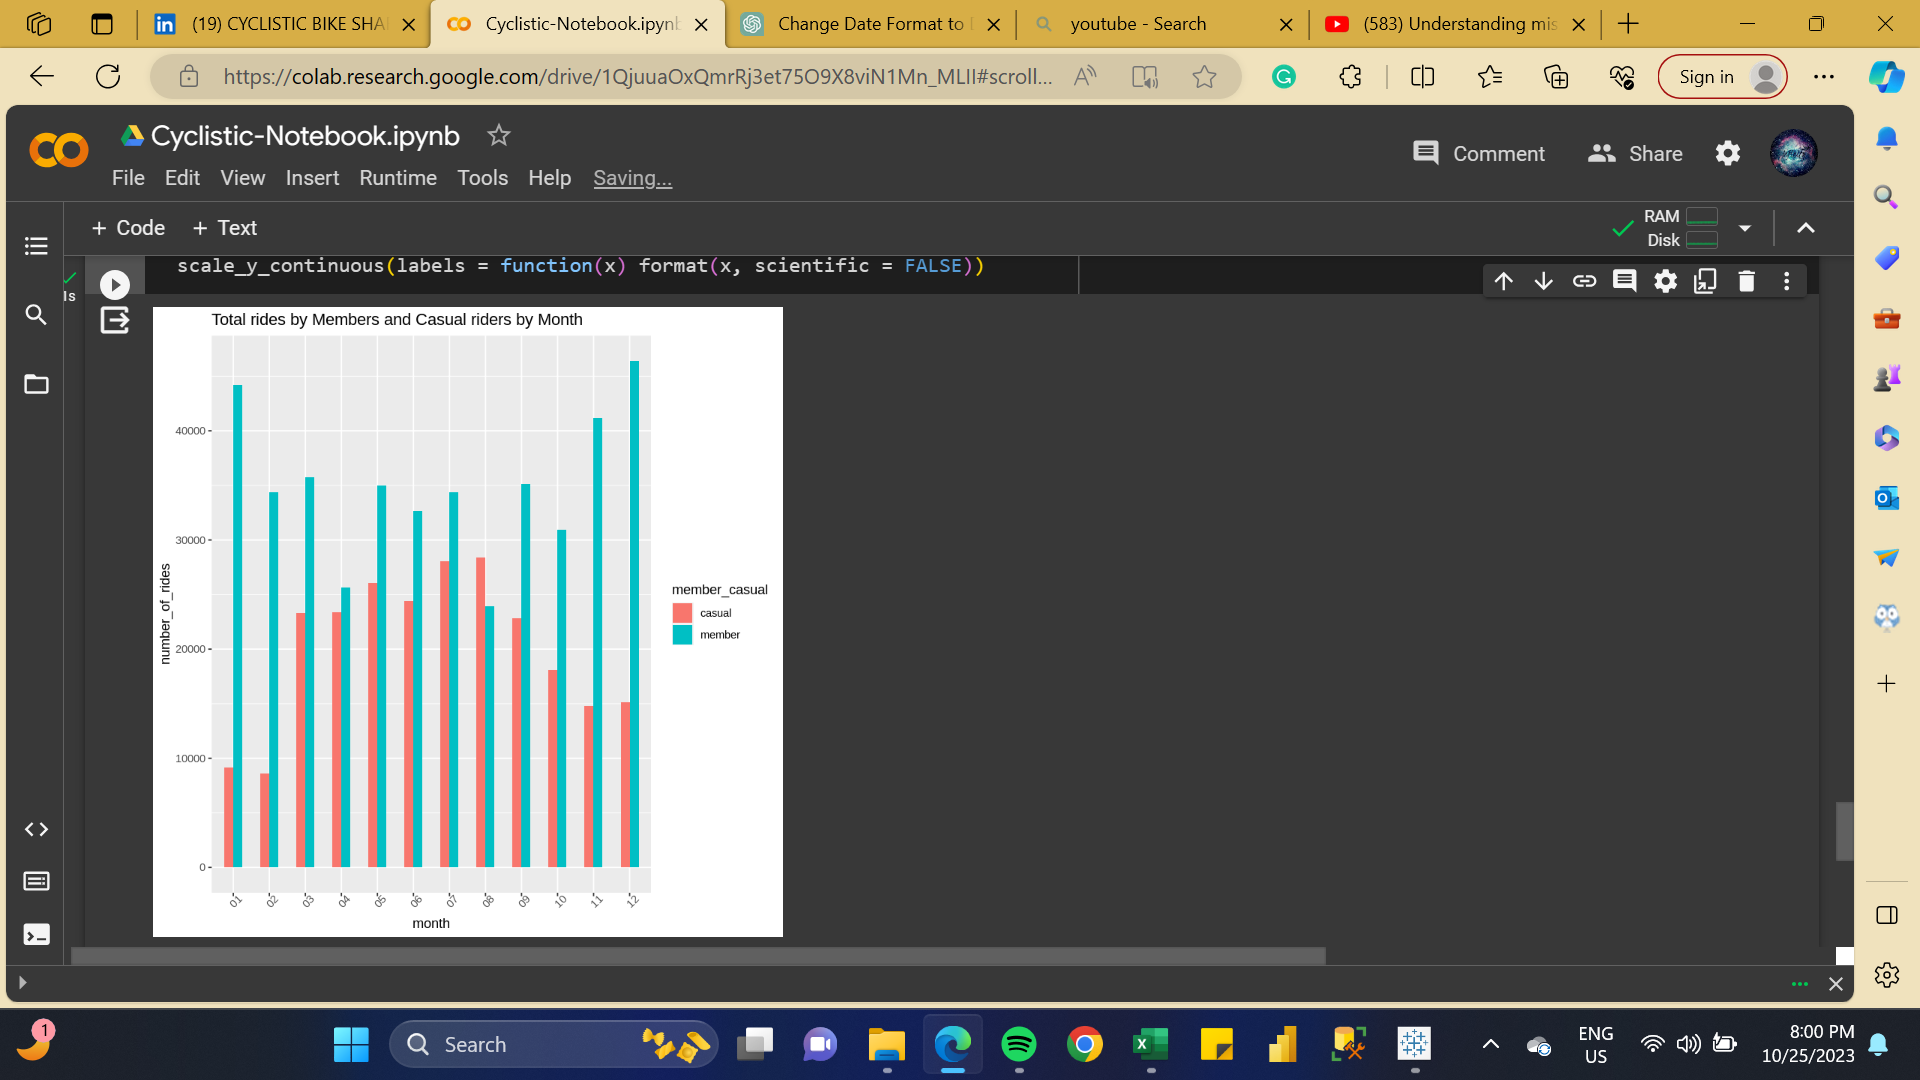 (19) CYCLISTIC BIKE SHA
Cyclistic-Notebook.ipynb
Change Date Format to
youtube - Search
(583) Understanding mis
https://colab.research.google.com/drive/1QjuuaOxQmrRj3et75O9X8viN1Mn_MLII#scroll...
Sign in
Cyclistic-Notebook.ipynb
Comment
Share
File Edit View Insert Runtime Tools Help Saving...
+ Code + Text
RAM
Disk
scale_y_continuous(labels = function(x) format(x, scientific = FALSE))
1s
Total rides by Members and Casual riders by Month
40000
30000
20000
10000
0
number_of_rides
member_casual
casual
member
01 02 03 04 05 06 07 08 09 10 11 12
month
1
Search
ENG
US
8:00 PM
10/25/2023